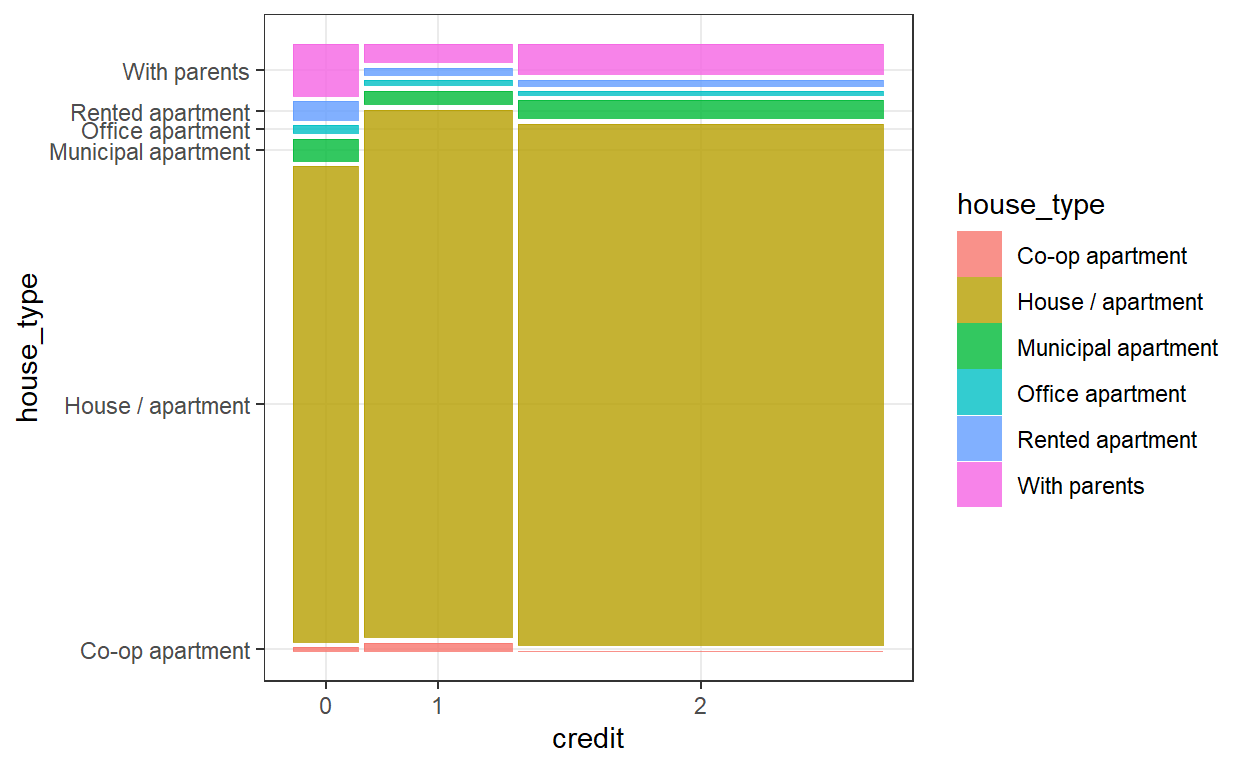 With parents
Rented apartment
Office apartment
Municipal apartment
House / apartment
Co-op apartment
house_type
0 1 2
credit
house_type
Co-op apartment
House / apartment
Municipal apartment
Office apartment
Rented apartment
With parents